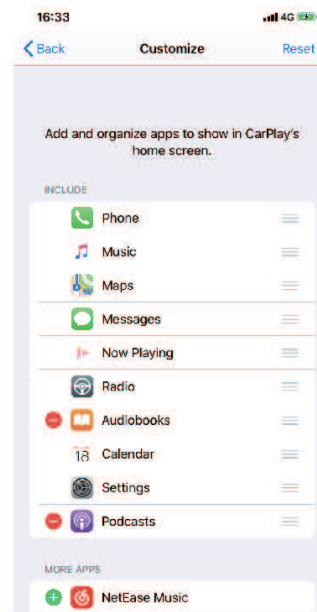 16:33
4G
Back
Customize
Reset
Add and organize apps to show in CarPlay's
home screen.
INCLUDE
Phone
Music
Maps
Messages
Now Playing
Radio
Audiobooks
18 Calendar
Settings
Podcasts
MORE APPS
NetEase Music